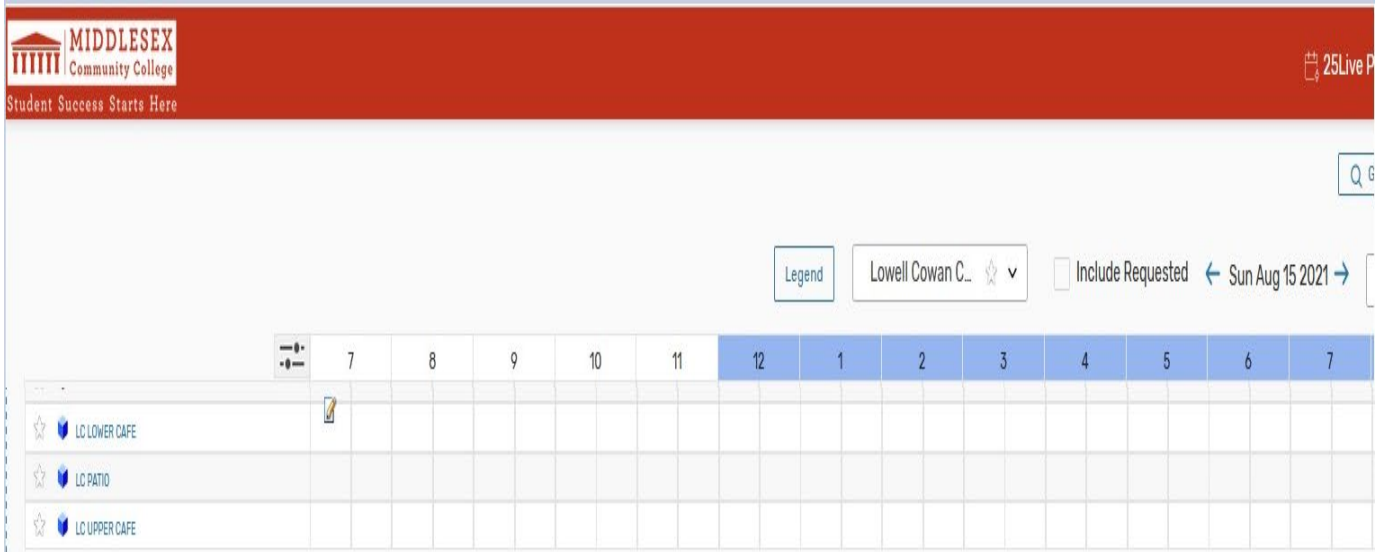 MIDDLESEX
Community College
Student Success Starts Here
25Live P
G
Legend
Lowell Cowan C...
Include Requested
Sun Aug 15 2021
7 8 9 10 11 12 1 2 3 4 5 6 7
LC LOWER CAFE
LC PATIO
LC UPPER CAFE